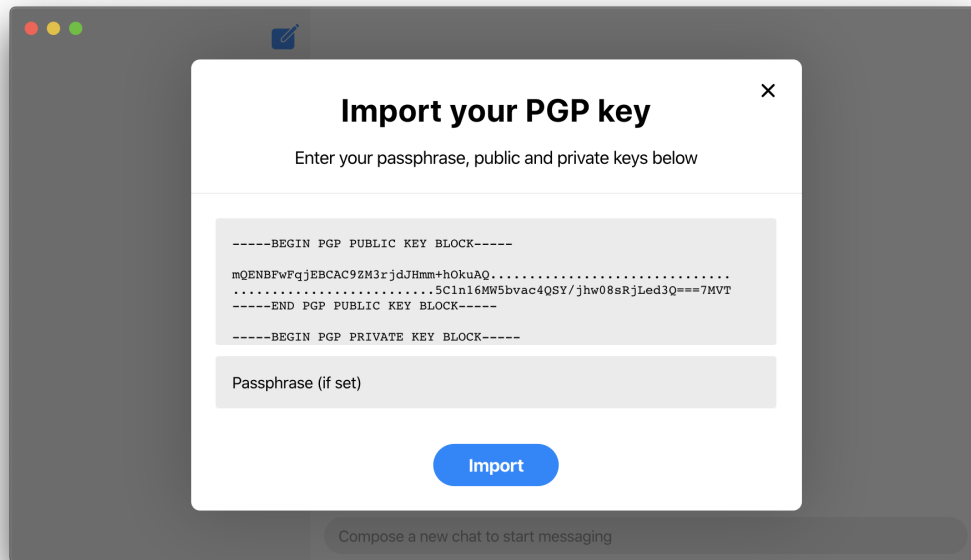 Import your PGP key
Enter your passphrase, public and private keys below
-----BEGIN PGP PUBLIC KEY BLOCK-----
mQENBFwFqjEBCAC9ZM3rjdJHmm+hOkuAQ...............................
..........................5C1n16MW5bvac4QSY/jhw08sRjLed3Q===7MVT
-----END PGP PUBLIC KEY BLOCK-----
-----BEGIN PGP PRIVATE KEY BLOCK-----
Passphrase (if set)
Import
Compose a new chat to start messaging